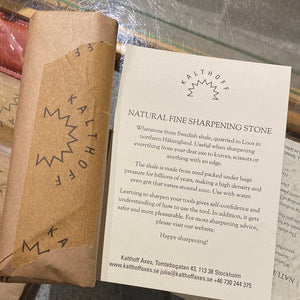 KALTHOFF
KALTHOFF
KALTHOFF
NATURAL FINE SHARPENING STONE
Whetstone from Swedish shale, quarried in Loos in
northern Hälsingland. Useful when sharpening
everything from your dear axe to knives, scissors or
anything with an edge.
The shale is made from mud packed under huge
pressure for billions of years, making a high density and
even grit that varies around 1000. Use with water.
Learning to sharpen your tools gives self-confidence and
understanding of how to use the tool. In addition, it gets
safer and more pleasurable. For more sharpening advice,
please visit our website.
Happy sharpening!
Kalthoff Axes, Tomtebogatan 43, 113 38 Stockholm
www.kalthoffaxes.se julia@kalthoffaxes.se +46 730 244 375